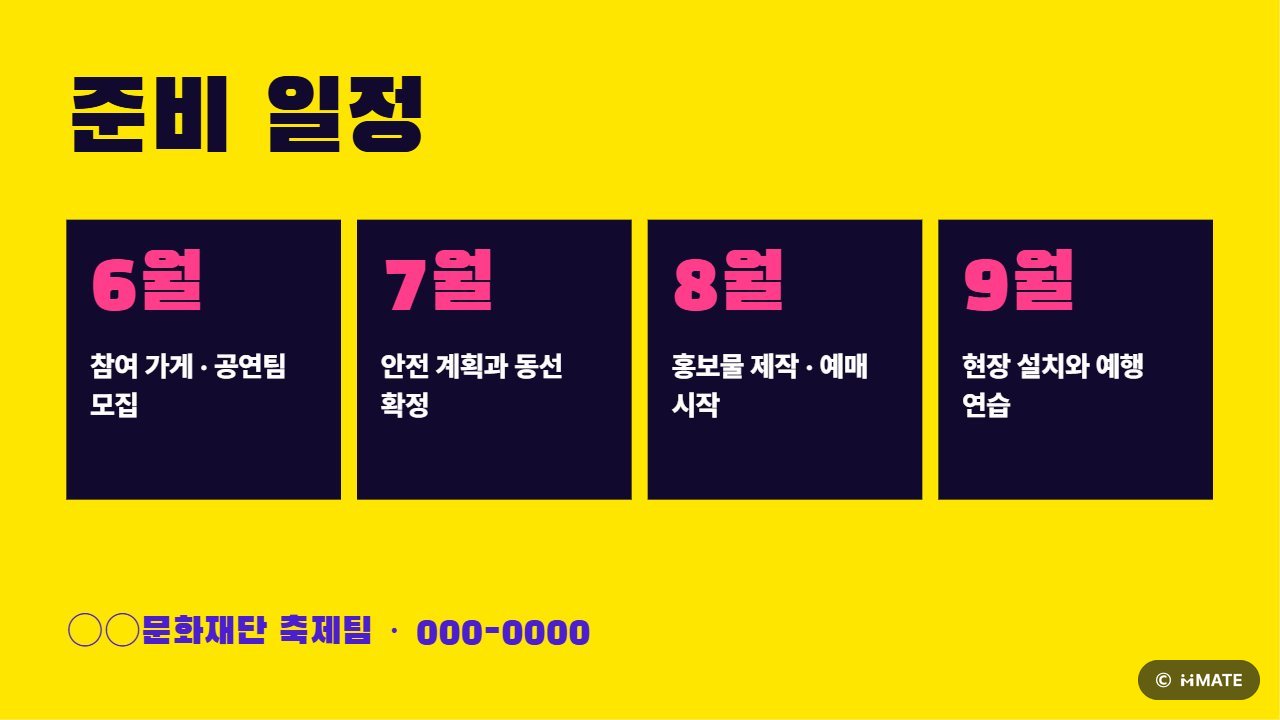 준비 일정
6월
참여 가게 · 공연팀
모집
7월
안전 계획과 동선
확정
8월
홍보물 제작 · 예매
시작
9월
현장 설치와 예행
연습
◯◯문화재단 축제팀 · 000-0000
© MATE